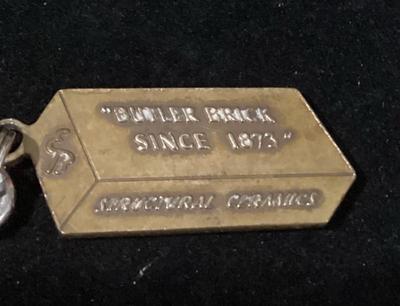 "BUTLER BRICK
SINCE 1873"
STRUCTURAL CERAMICS